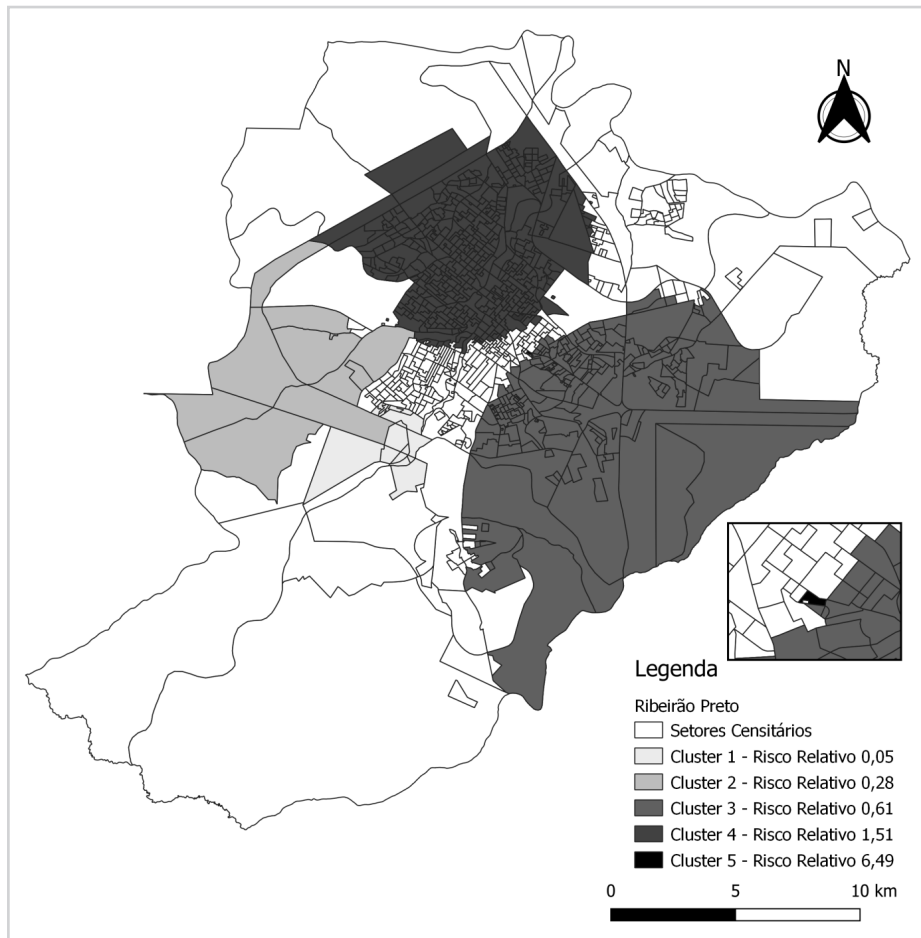 N
Legenda
Ribeirão Preto
Setores Censitários
Cluster 1 - Risco Relativo 0,05
Cluster 2 - Risco Relativo 0,28
Cluster 3 - Risco Relativo 0,61
Cluster 4 - Risco Relativo 1,51
Cluster 5 - Risco Relativo 6,49
0 5 10 km